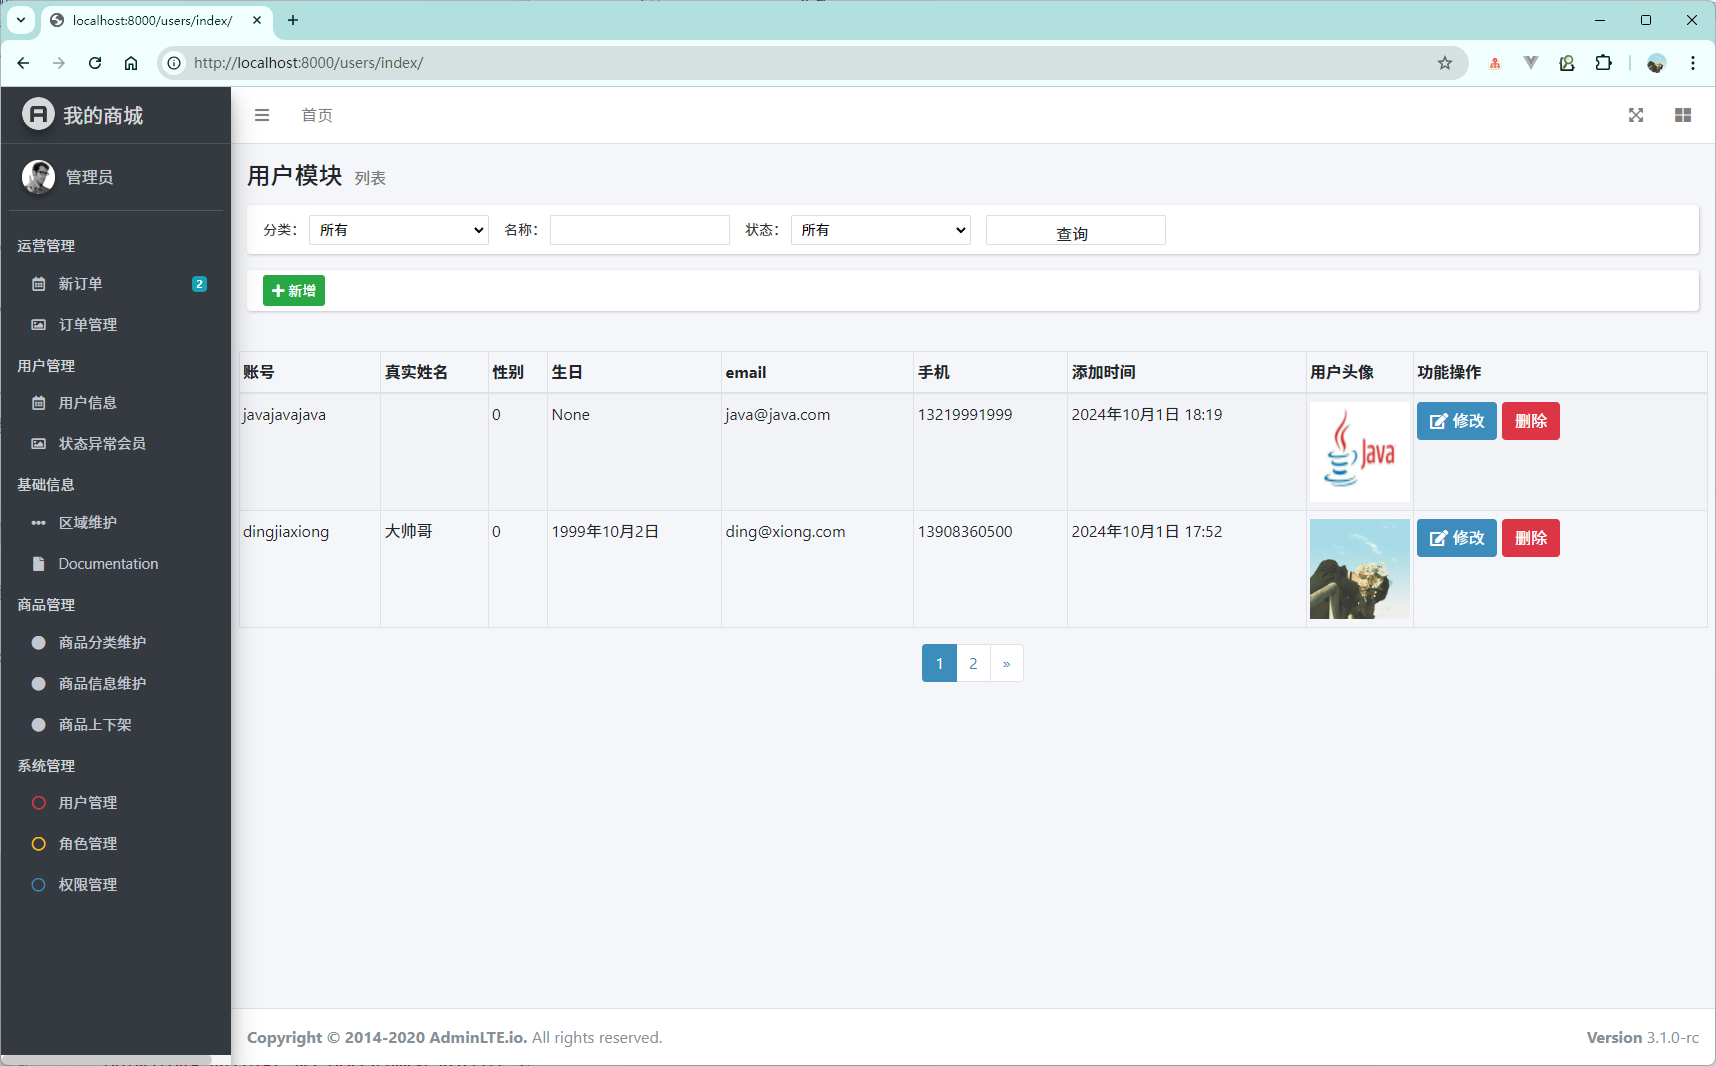 localhost:8000/users/index/
http://localhost:8000/users/index/
我的商城
首页
管理员
运营管理
新订单 2
订单管理
用户管理
用户信息
状态异常会员
基础信息
区域维护
Documentation
商品管理
商品分类维护
商品信息维护
商品上下架
系统管理
用户管理
角色管理
权限管理
用户模块 列表
分类： 所有 名称： 状态： 所有 查询
新增
账号 真实姓名 性别 生日 email 手机 添加时间 用户头像 功能操作
javajavajava 0 None java@java.com 13219991999 2024年10月1日 18:19 Java 修改 删除
dingjiaxiong 大帅哥 0 1999年10月2日 ding@xiong.com 13908360500 2024年10月1日 17:52 修改 删除
1 2 »
Copyright © 2014-2020 AdminLTE.io. All rights reserved.
Version 3.1.0-rc